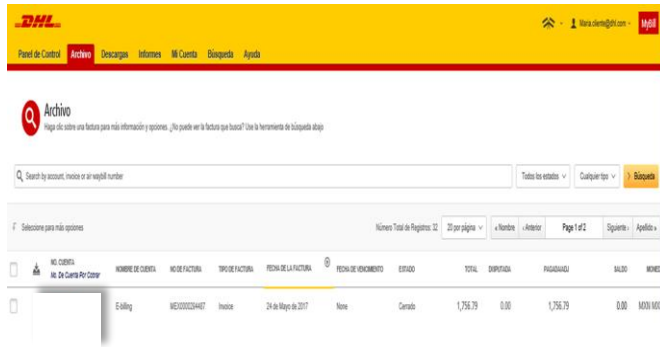 DHL
Maria.cliente@dhl.com
MyBill
Panel de Control Archivo Descargas Informes Mi Cuenta Búsqueda Ayuda
Archivo
Haga clic sobre una factura para más información y opciones. ¿No puede ver la factura que busca? Use la herramienta de búsqueda abajo
Search by account, invoice or air waybill number
Todos los estados
Cualquier tipo
Búsqueda
Seleccione para más opciones
Número Total de Registros: 32
20 por página
« Nombre
‹ Anterior
Page 1 of 2
Siguiente ›
Apellido »
NO. CUENTA
No. De Cuenta Por Cobrar
NOMBRE DE CUENTA NO DE FACTURA TIPO DE FACTURA FECHA DE LA FACTURA FECHA DE VENCIMIENTO ESTADO TOTAL DISPUTADA PAGADA/ADJ SALDO MONED
E-billing MEX0000264487 Invoice 24 de Mayo de 2017 None Cerrado 1,756.79 0.00 1,756.79 0.00 MXN MX